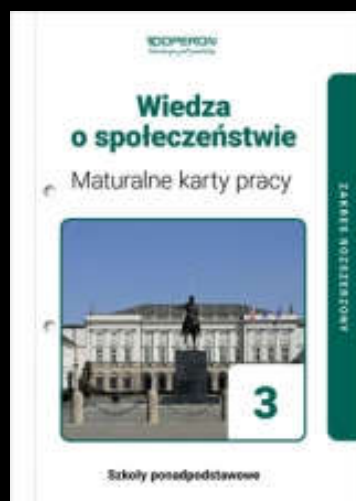 OPERON
Wiedza
o społeczeństwie
Maturalne karty pracy
ZAKRES ROZSZERZONY
3
Szkoły ponadpodstawowe